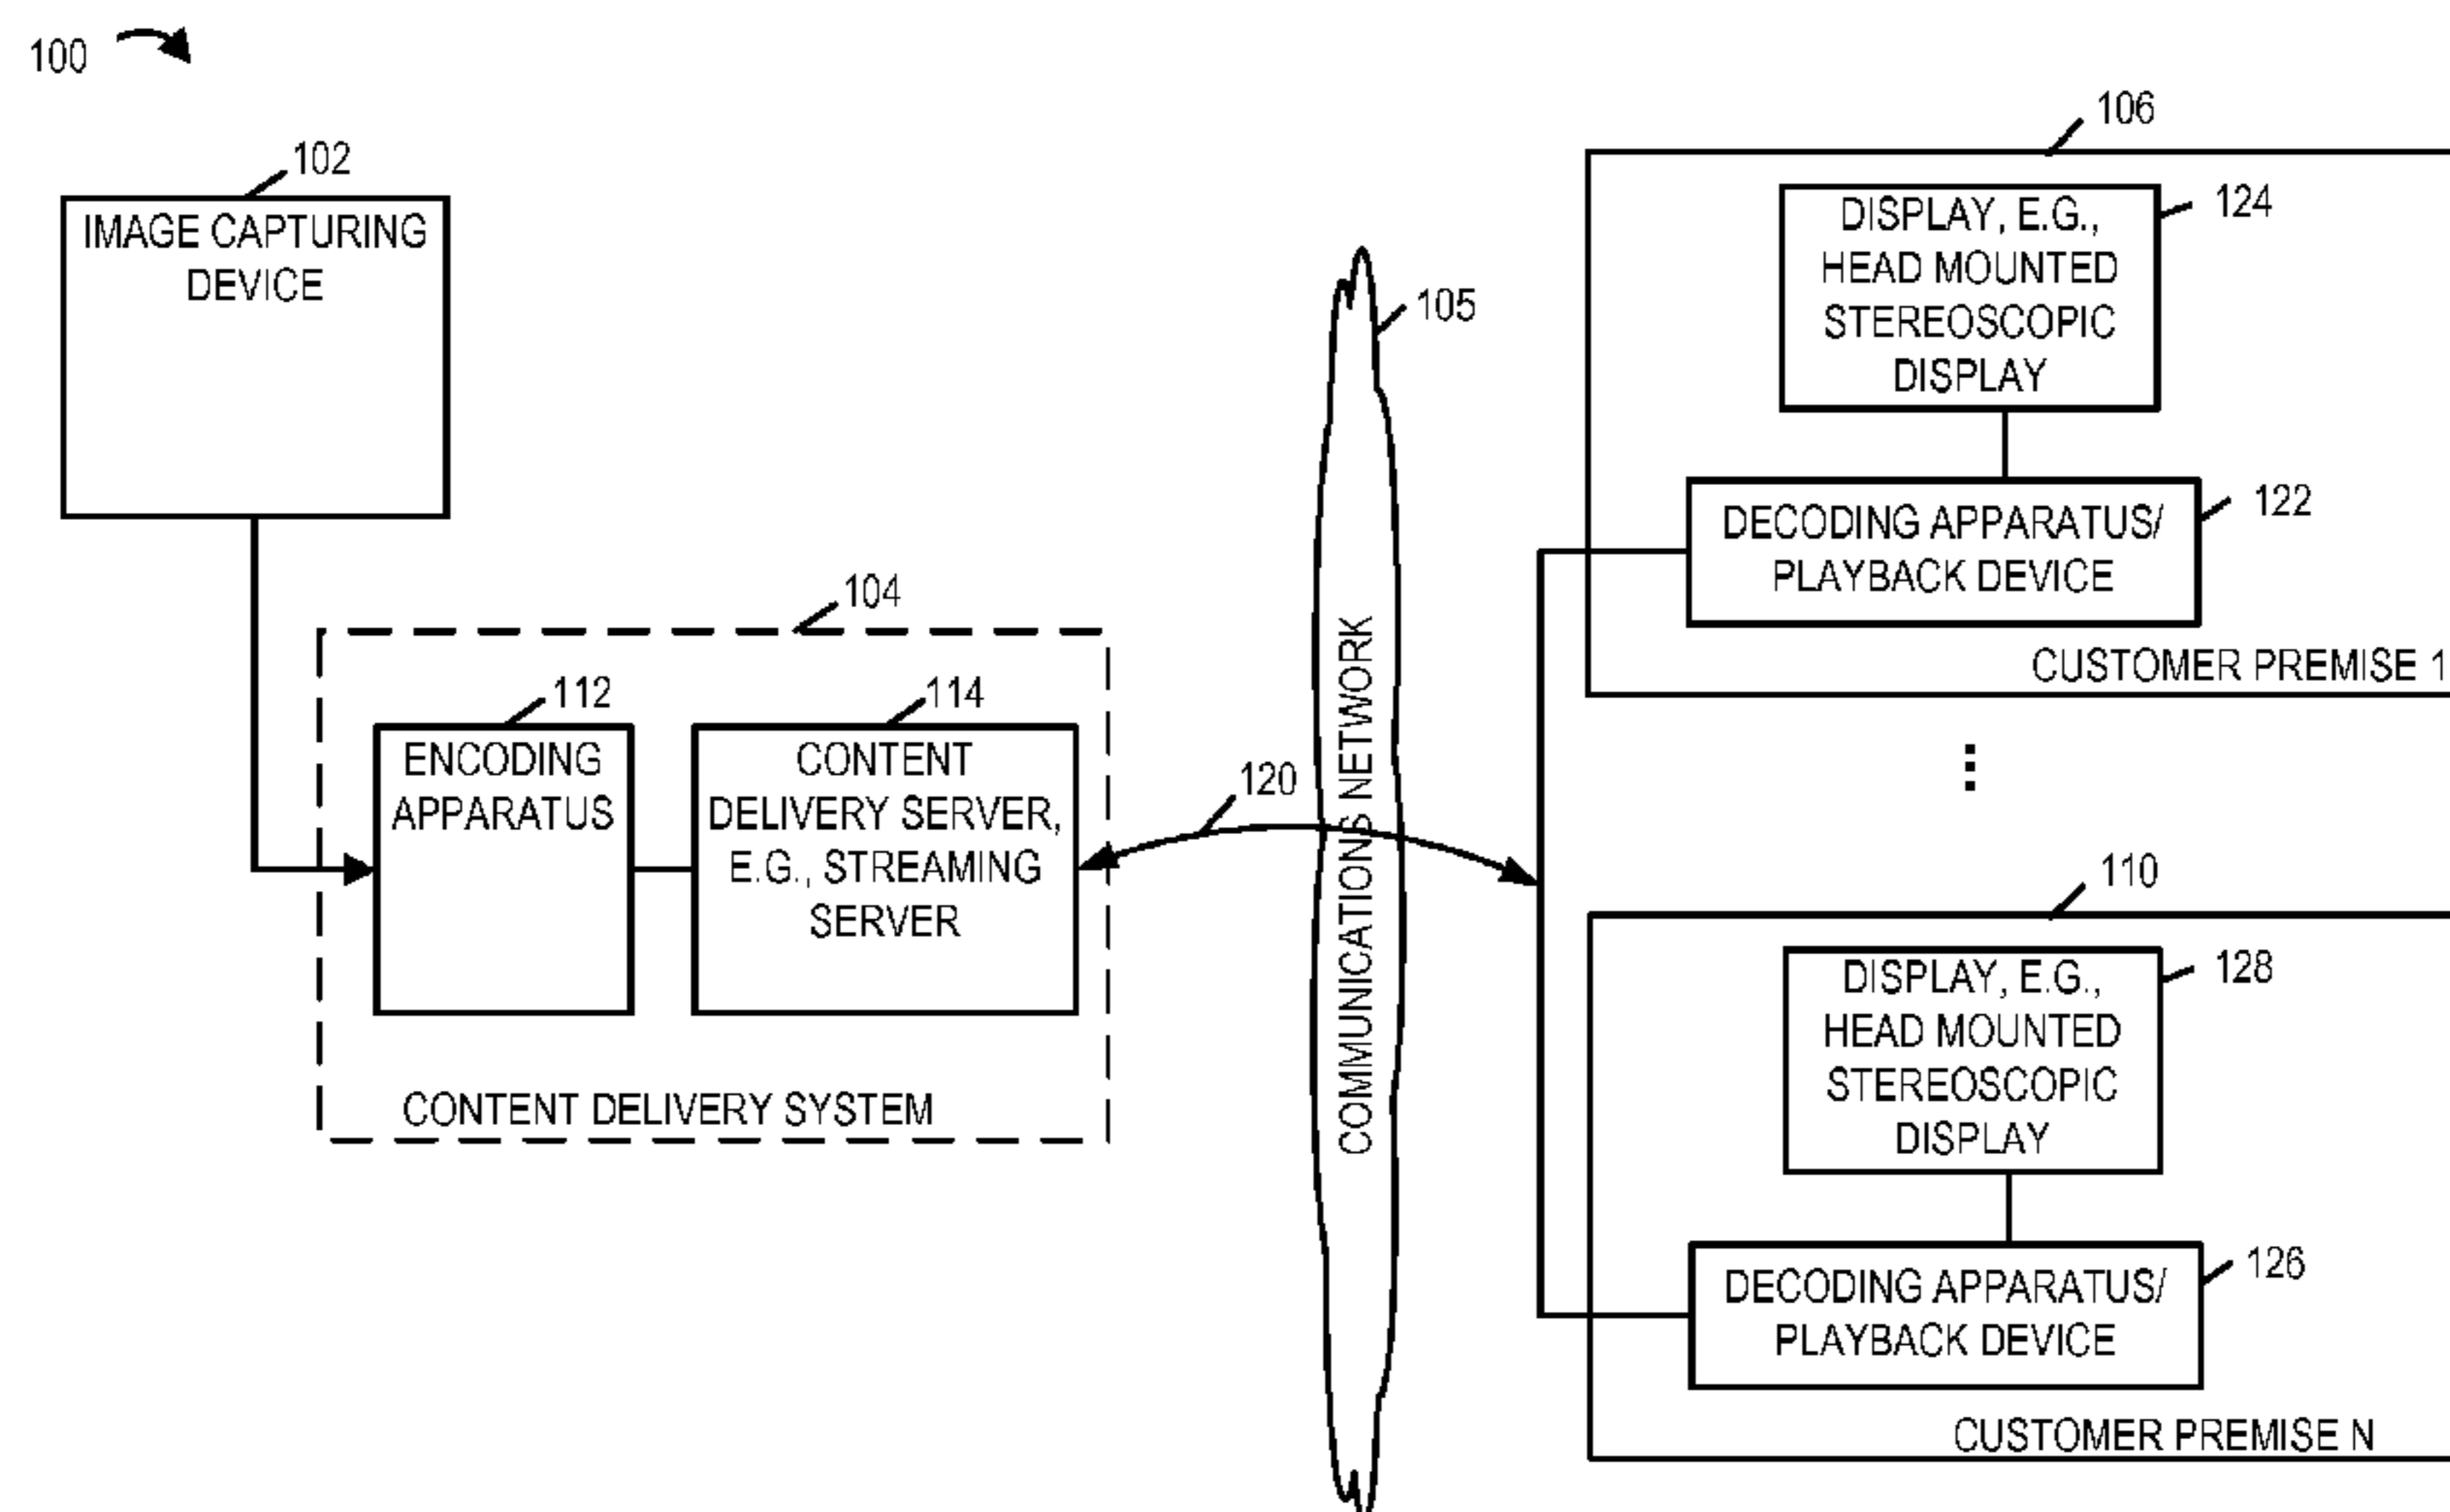 100
102
IMAGE CAPTURING
DEVICE
104
112
ENCODING
APPARATUS
114
CONTENT
DELIVERY SERVER,
E.G., STREAMING
SERVER
CONTENT DELIVERY SYSTEM
120
105
COMMUNICATIONS NETWORK
106
DISPLAY, E.G.,
HEAD MOUNTED
STEREOSCOPIC
DISPLAY
124
DECODING APPARATUS/
PLAYBACK DEVICE
122
CUSTOMER PREMISE 1
110
DISPLAY, E.G.,
HEAD MOUNTED
STEREOSCOPIC
DISPLAY
128
DECODING APPARATUS/
PLAYBACK DEVICE
126
CUSTOMER PREMISE N